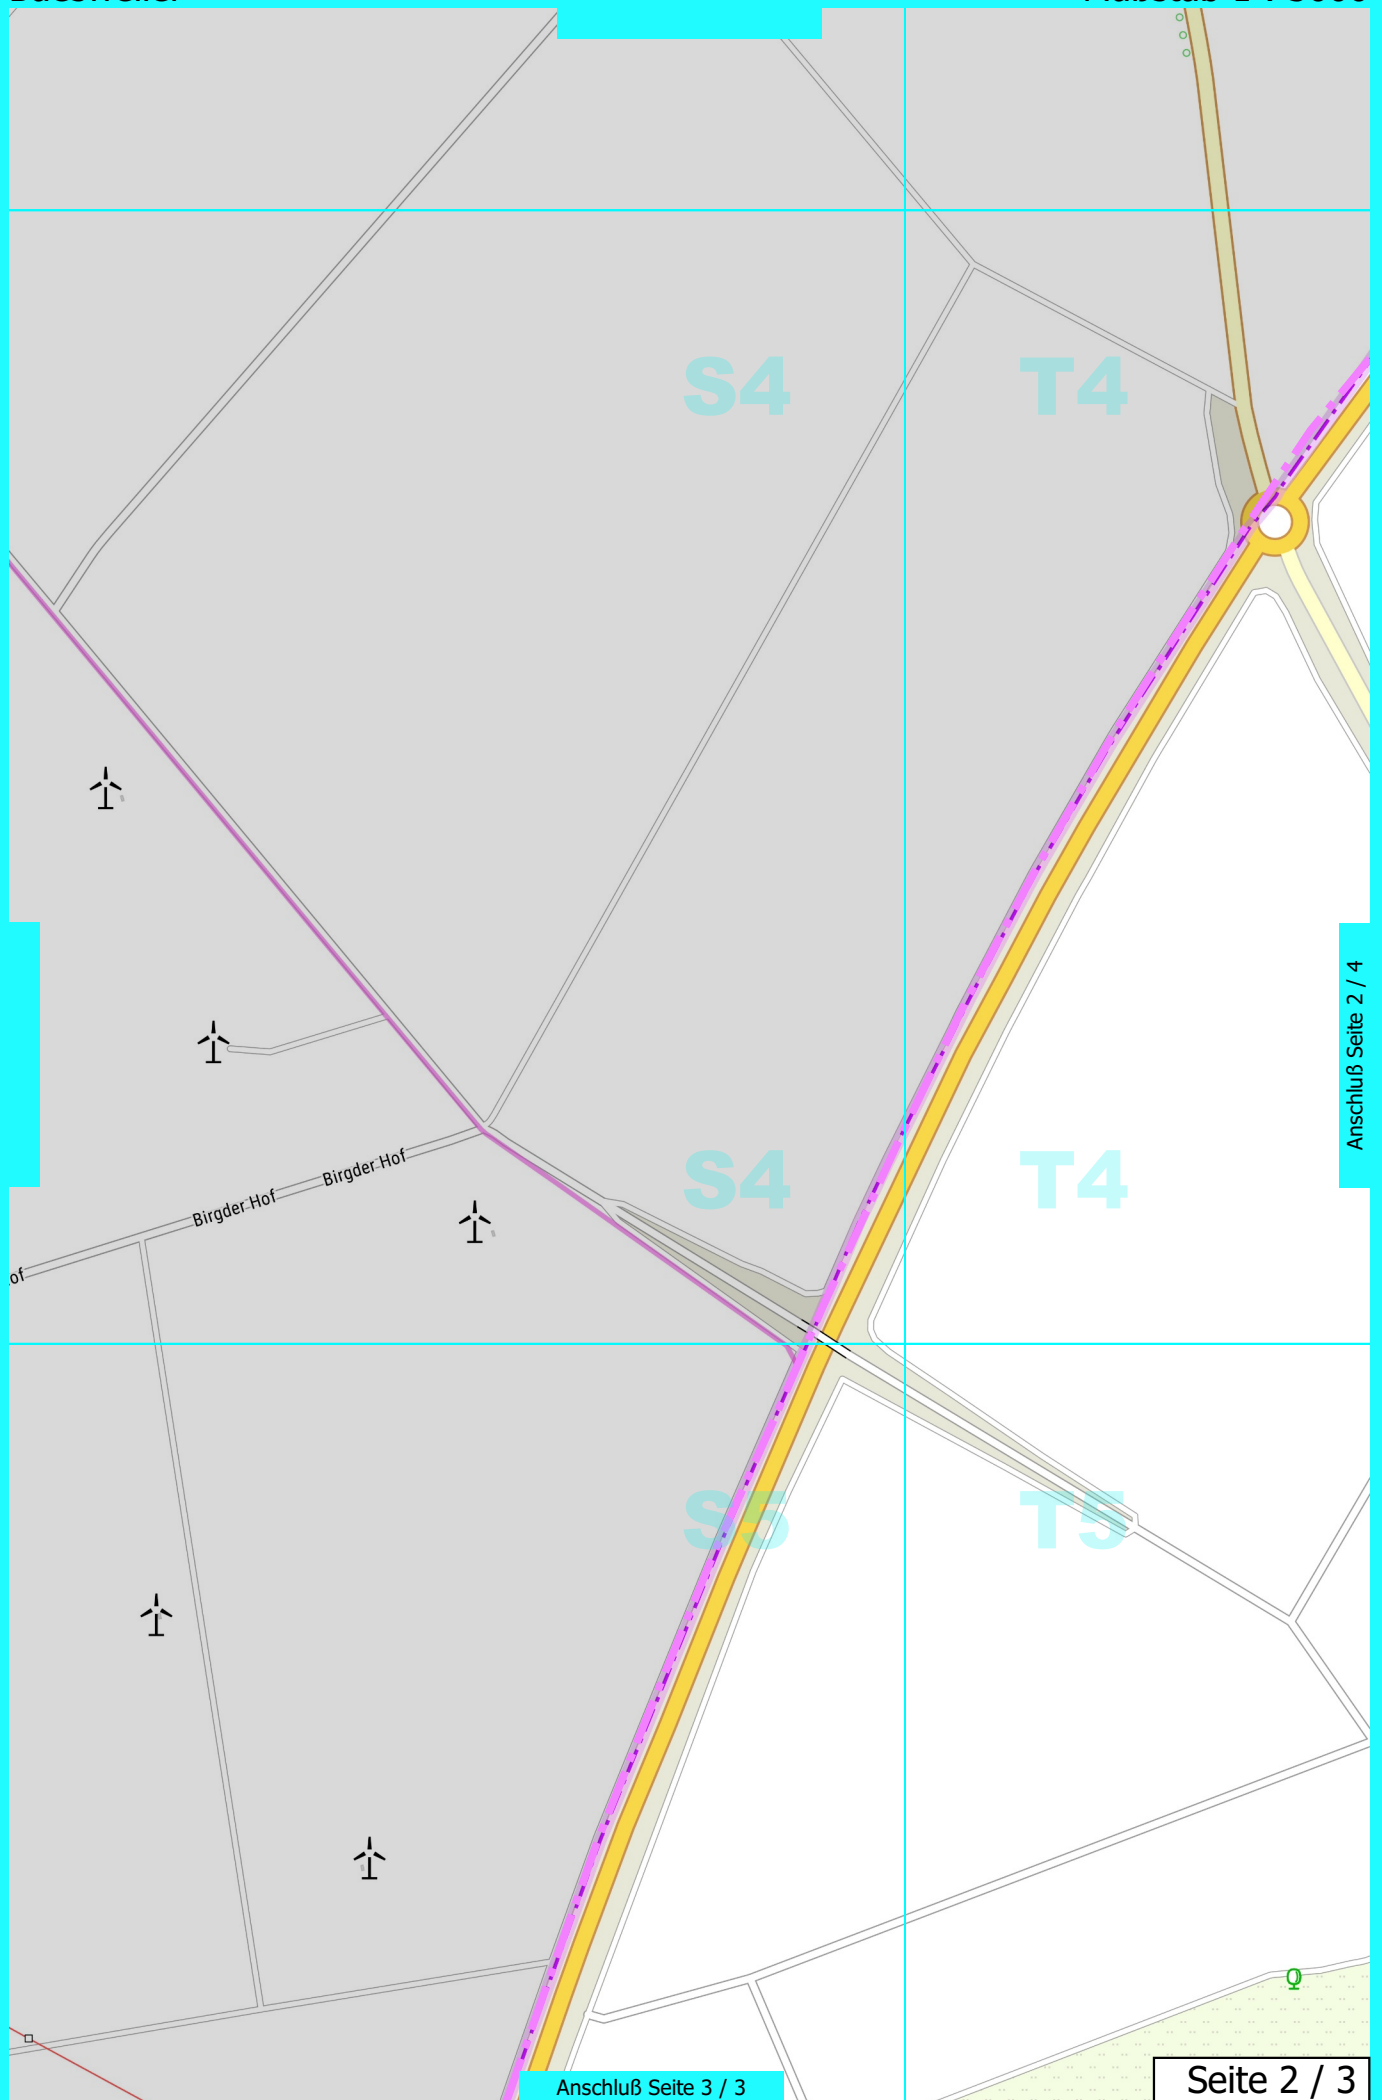 S4
T4
Anschluß Seite 2 / 4
Birgder Hof
Birgder Hof
S4
T4
of
S5
T5
Anschluß Seite 3 / 3
Seite 2 / 3